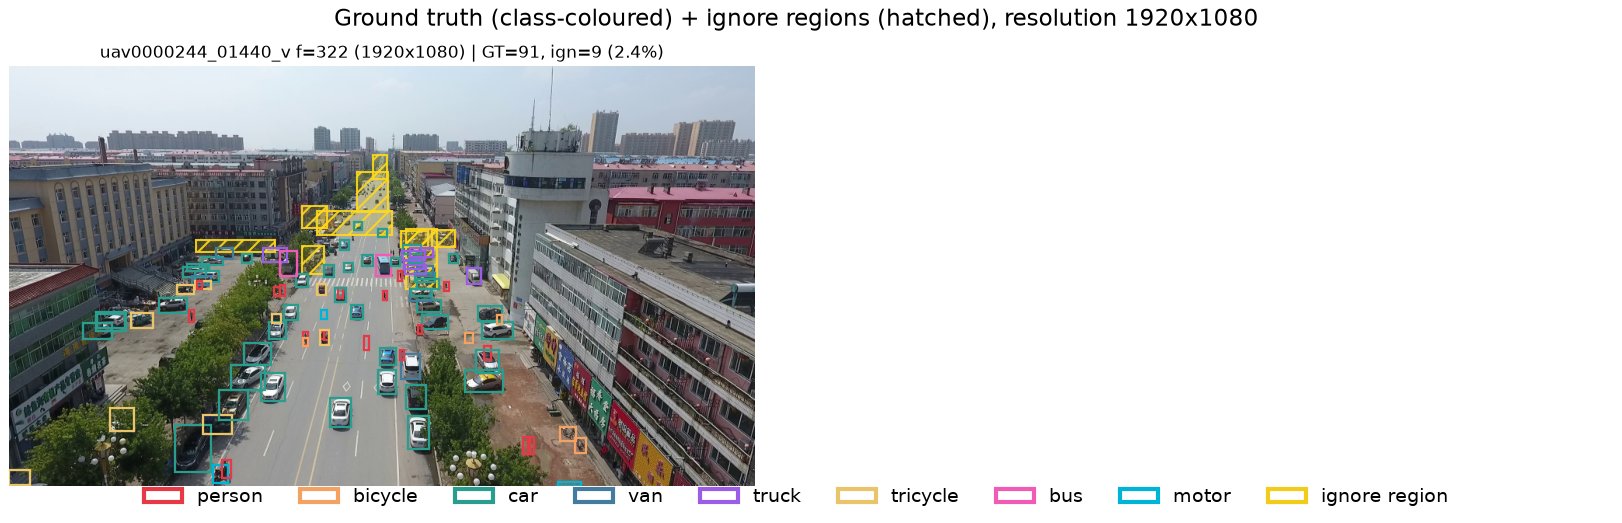 Ground truth (class-coloured) + ignore regions (hatched), resolution 1920x1080
uav0000244_01440_v f=322 (1920x1080) | GT=91, ign=9 (2.4%)
person
bicycle
car
van
truck
tricycle
bus
motor
ignore region